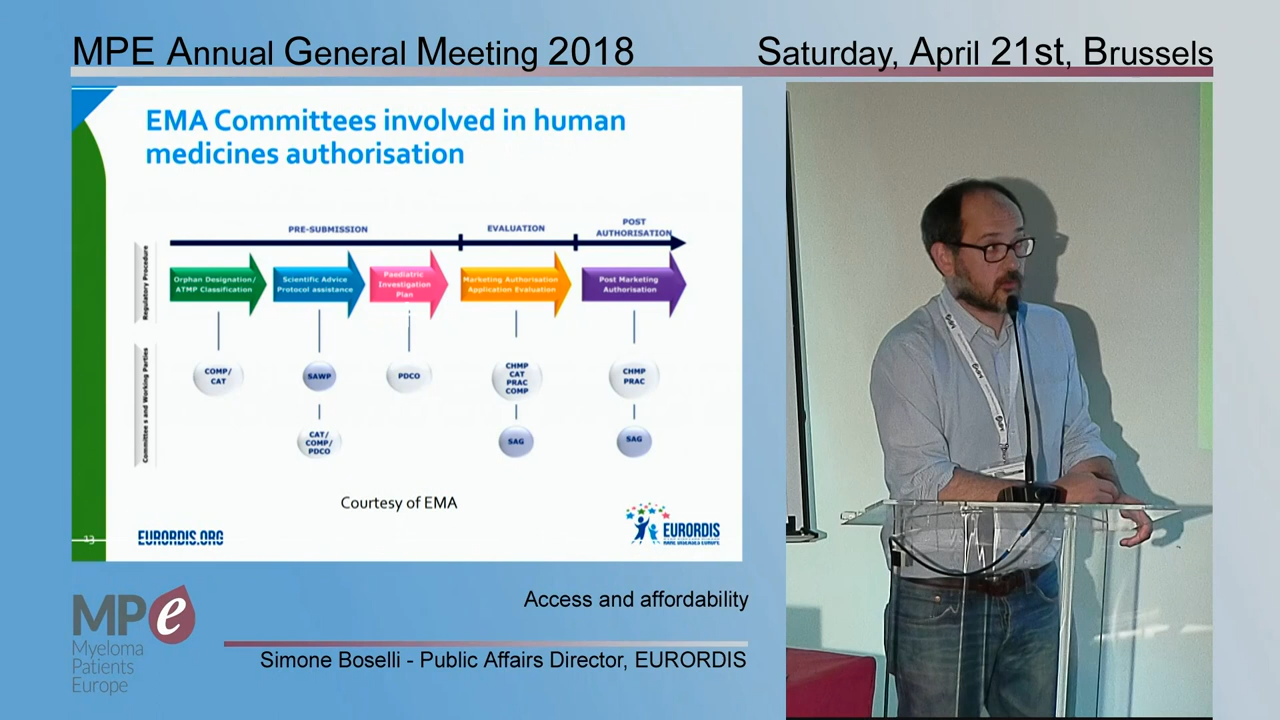 MPE Annual General Meeting 2018
Saturday, April 21st, Brussels
EMA Committees involved in human
medicines authorisation
PRE-SUBMISSION
EVALUATION
POST
AUTHORISATION
Regulatory Procedure
Orphan Designation/
ATMP Classification
Scientific Advice
Protocol assistance
Paediatric
Investigation
Plan
Marketing Authorisation
Application Evaluation
Post Marketing
Authorisation
Committees and Working Parties
COMP/
CAT
SAWP
PDCO
CHMP
CAT
PRAC
COMP
CHMP
PRAC
CAT/
COMP/
PDCO
SAG
SAG
Courtesy of EMA
13
EURORDIS.ORG
EURORDIS
RARE DISEASES EUROPE
MPe
Myeloma
Patients
Europe
Access and affordability
Simone Boselli - Public Affairs Director, EURORDIS